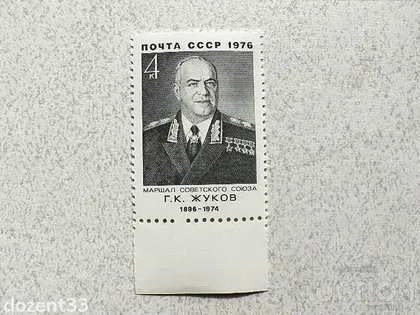 ПОЧТА СССР 1976
4
К
МАРШАЛ СОВЕТСКОГО СОЮЗА
Г.К. ЖУКОВ
1896-1974
dozent33